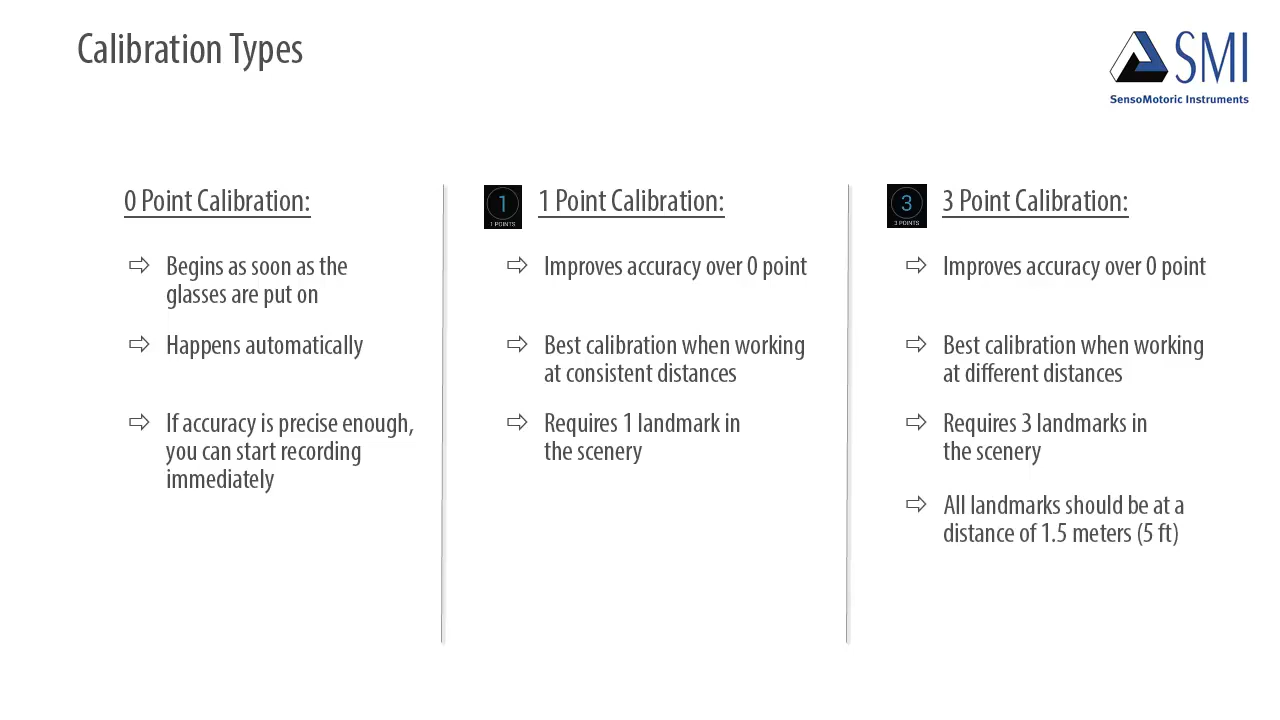 Calibration Types
SMI
SensoMotoric Instruments
0 Point Calibration:
⇨ Begins as soon as the
glasses are put on
⇨ Happens automatically
⇨ If accuracy is precise enough,
you can start recording
immediately
1
1 POINTS
1 Point Calibration:
⇨ Improves accuracy over 0 point
⇨ Best calibration when working
at consistent distances
⇨ Requires 1 landmark in
the scenery
3
3 POINTS
3 Point Calibration:
⇨ Improves accuracy over 0 point
⇨ Best calibration when working
at different distances
⇨ Requires 3 landmarks in
the scenery
⇨ All landmarks should be at a
distance of 1.5 meters (5 ft)